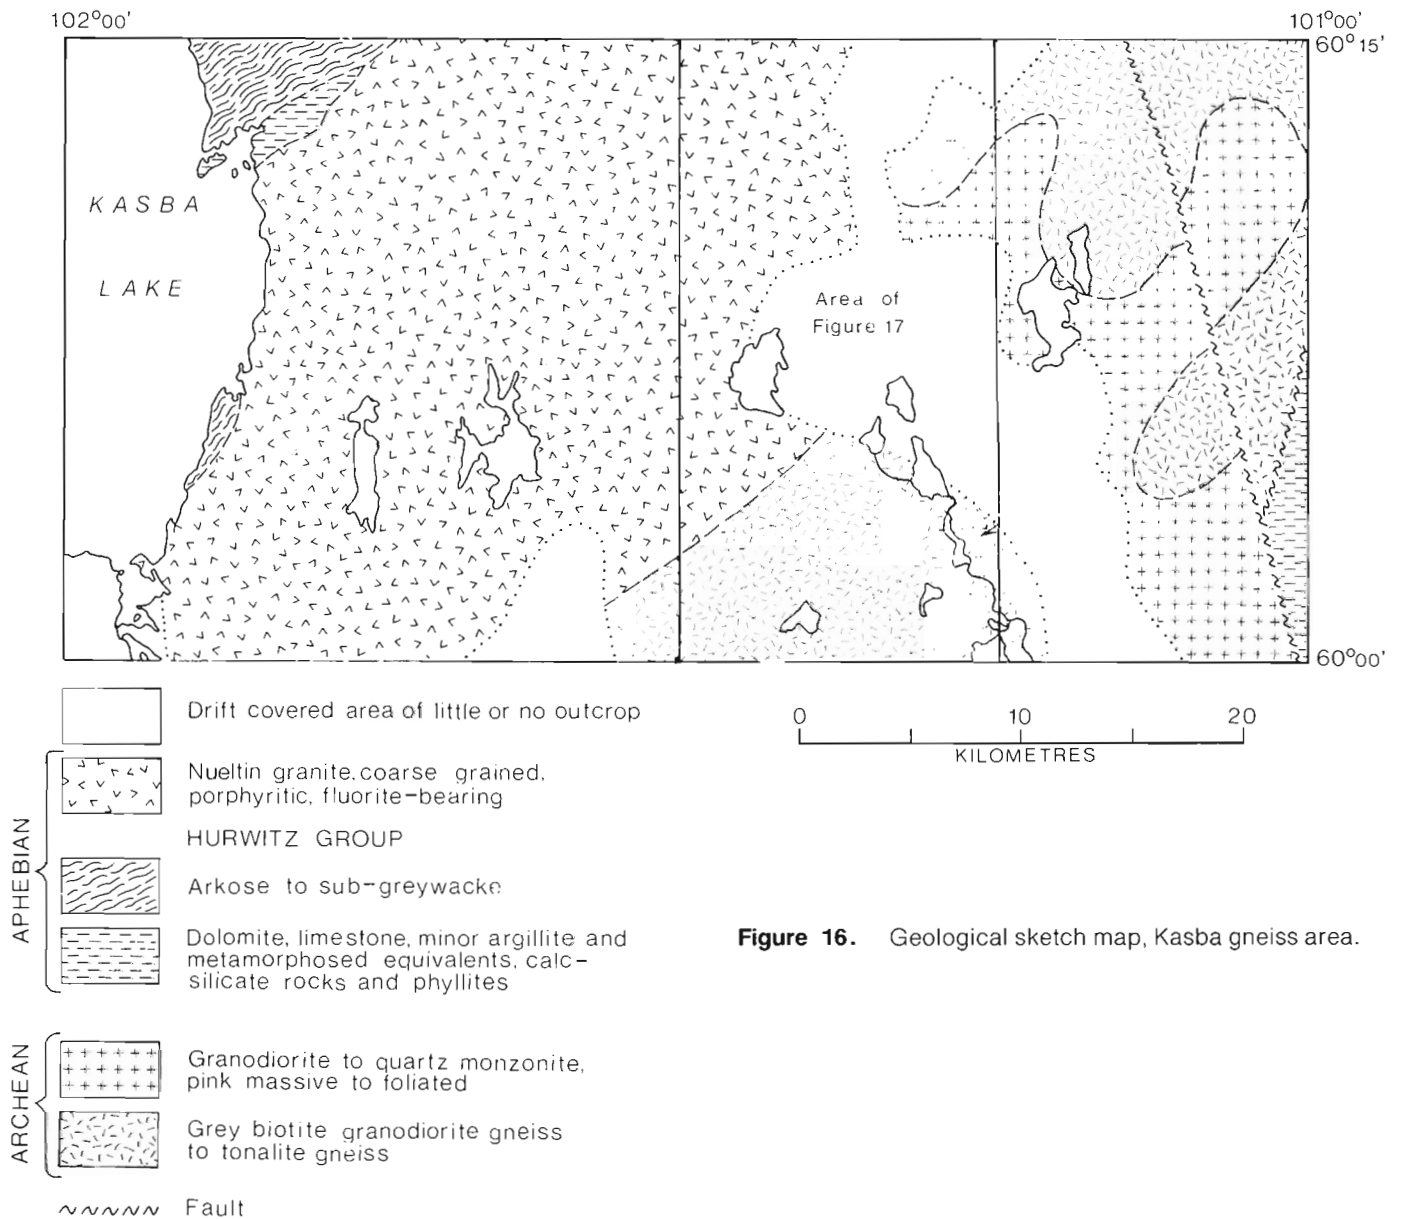 102°00'
101°00'
60°15'
KASBA
LAKE
Area of
Figure 17
60°00'
Drift covered area of little or no outcrop
0 10 20
KILOMETRES
APHEBIAN
Nueltin granite, coarse grained,
porphyritic, fluorite-bearing
HURWITZ GROUP
Arkose to sub-greywacke
Dolomite, limestone, minor argillite and
metamorphosed equivalents, calc-
silicate rocks and phyllites
Figure 16. Geological sketch map, Kasba gneiss area.
ARCHEAN
Granodiorite to quartz monzonite,
pink massive to foliated
Grey biotite granodiorite gneiss
to tonalite gneiss
Fault